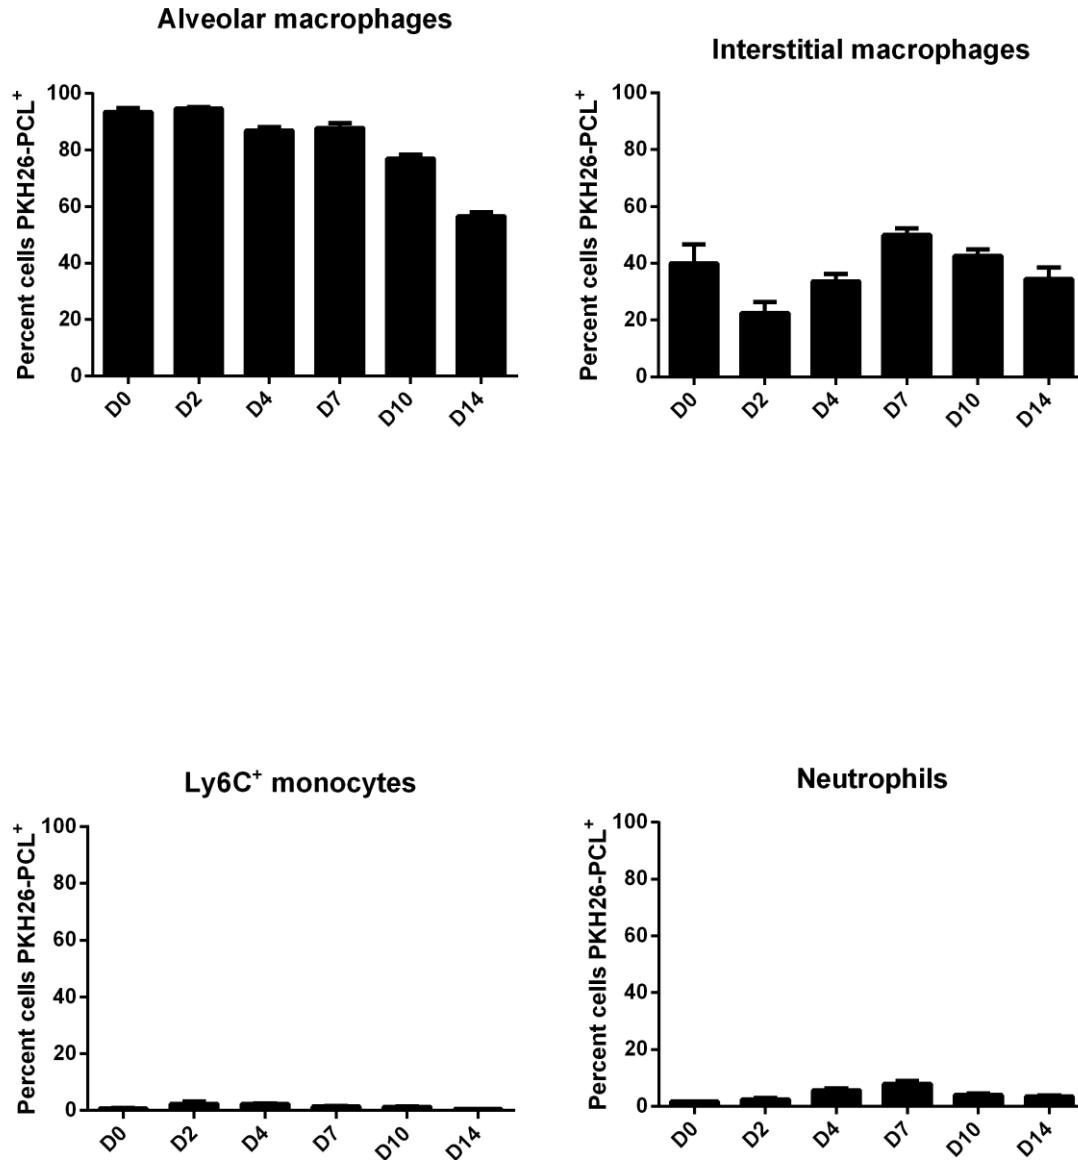 Alveolar macrophages
Percent cells PKH26-PCL⁺
100
80
60
40
20
0
D0 D2 D4 D7 D10 D14
Interstitial macrophages
Percent cells PKH26-PCL⁺
100
80
60
40
20
0
D0 D2 D4 D7 D10 D14
Ly6C⁺ monocytes
Percent cells PKH26-PCL⁺
100
80
60
40
20
0
D0 D2 D4 D7 D10 D14
Neutrophils
Percent cells PKH26-PCL⁺
100
80
60
40
20
0
D0 D2 D4 D7 D10 D14